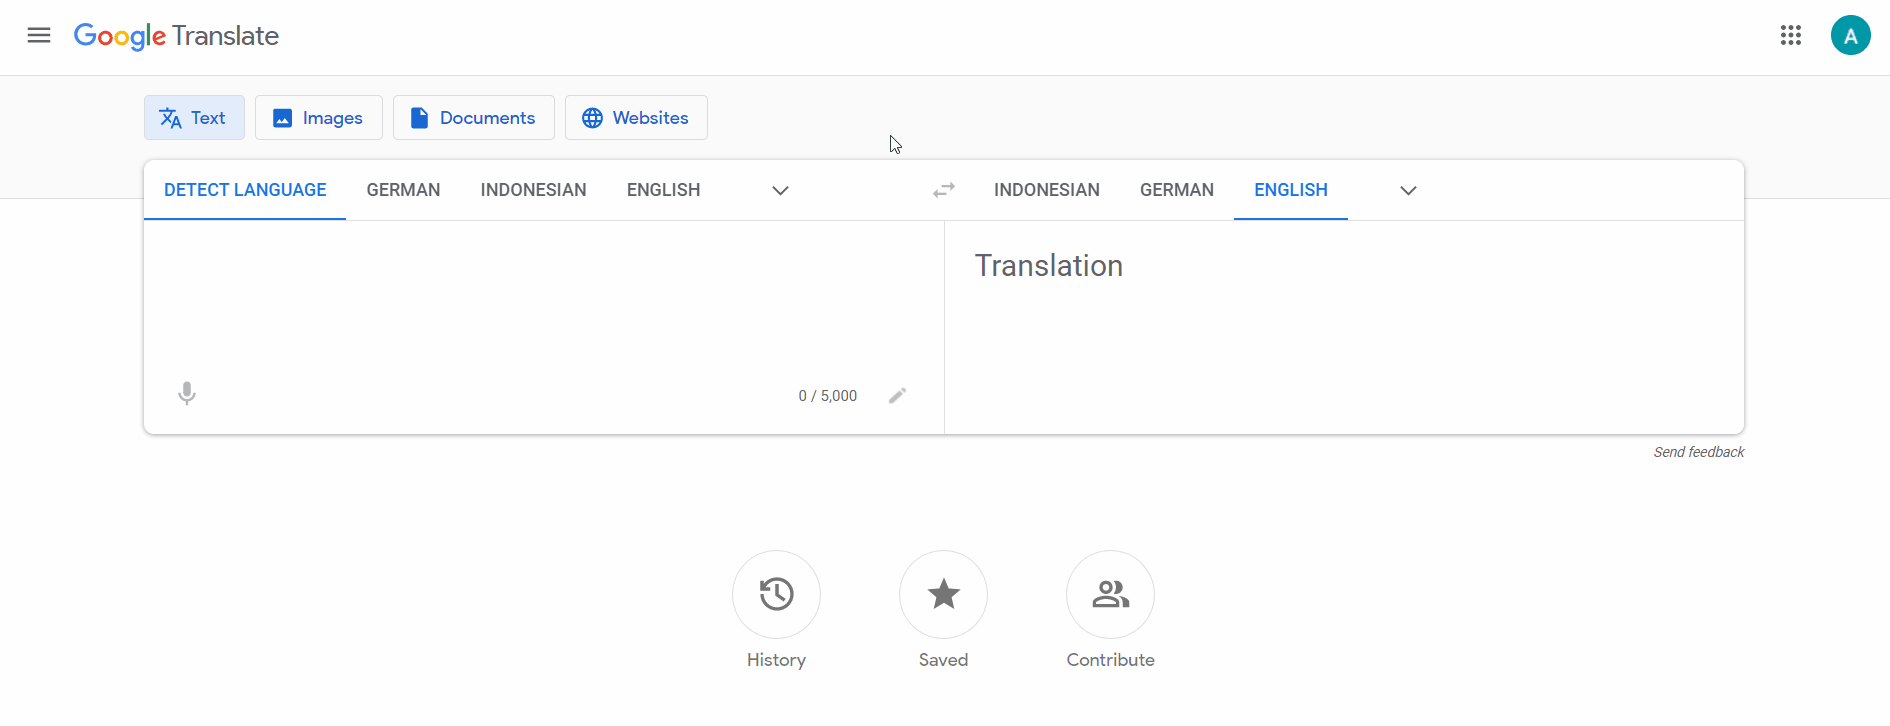 Google Translate
A
Text Images Documents Websites
DETECT LANGUAGE GERMAN INDONESIAN ENGLISH INDONESIAN GERMAN ENGLISH
Translation
0 / 5,000
Send feedback
History Saved Contribute